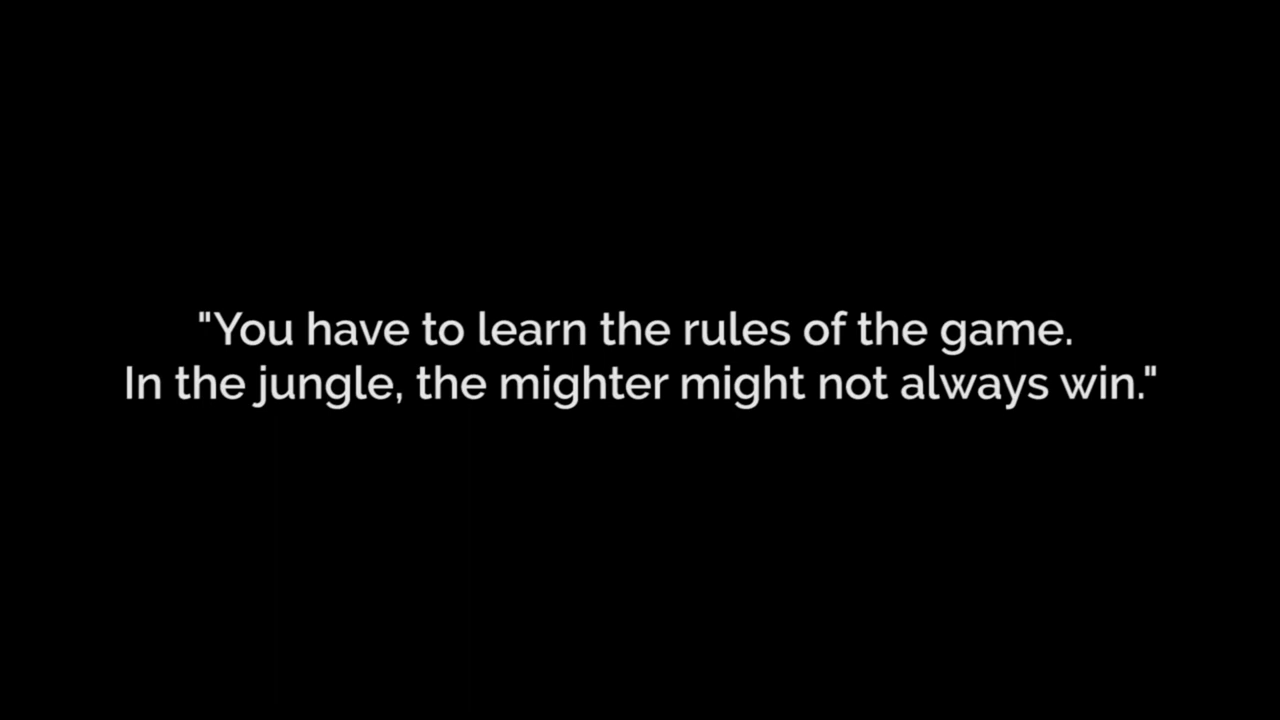 "You have to learn the rules of the game.
In the jungle, the mighter might not always win."